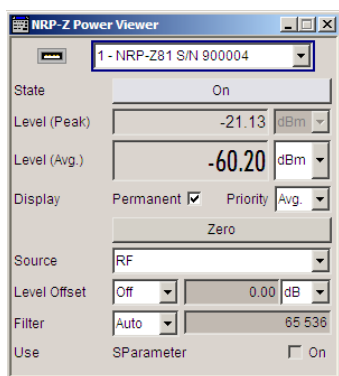 NRP-Z Power Viewer
1 - NRP-Z81 S/N 900004
State On
Level (Peak) -21.13 dBm
Level (Avg.) -60.20 dBm
Display Permanent Priority Avg.
Zero
Source RF
Level Offset Off 0.00 dB
Filter Auto 65 536
Use SParameter On